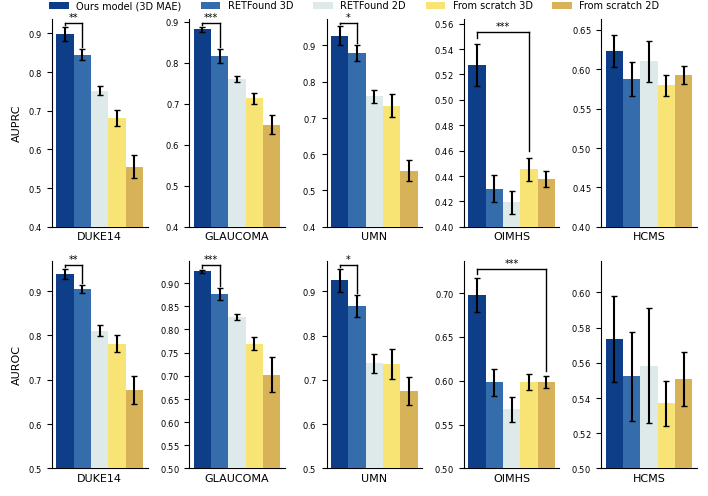 Ours model (3D MAE) RETFound 3D RETFound 2D From scratch 3D From scratch 2D
AUPRC
0.9 0.8 0.7 0.6 0.5 0.4
** DUKE14
0.9 0.8 0.7 0.6 0.5 0.4
*** GLAUCOMA
0.9 0.8 0.7 0.6 0.5 0.4
* UMN
0.56 0.54 0.52 0.50 0.48 0.46 0.44 0.42 0.40
*** OIMHS
0.65 0.60 0.55 0.50 0.45 0.40
HCMS
AUROC
0.9 0.8 0.7 0.6 0.5
** DUKE14
0.90 0.85 0.80 0.75 0.70 0.65 0.60 0.55 0.50
*** GLAUCOMA
0.9 0.8 0.7 0.6 0.5
* UMN
0.70 0.65 0.60 0.55 0.50
*** OIMHS
0.60 0.58 0.56 0.54 0.52 0.50
HCMS